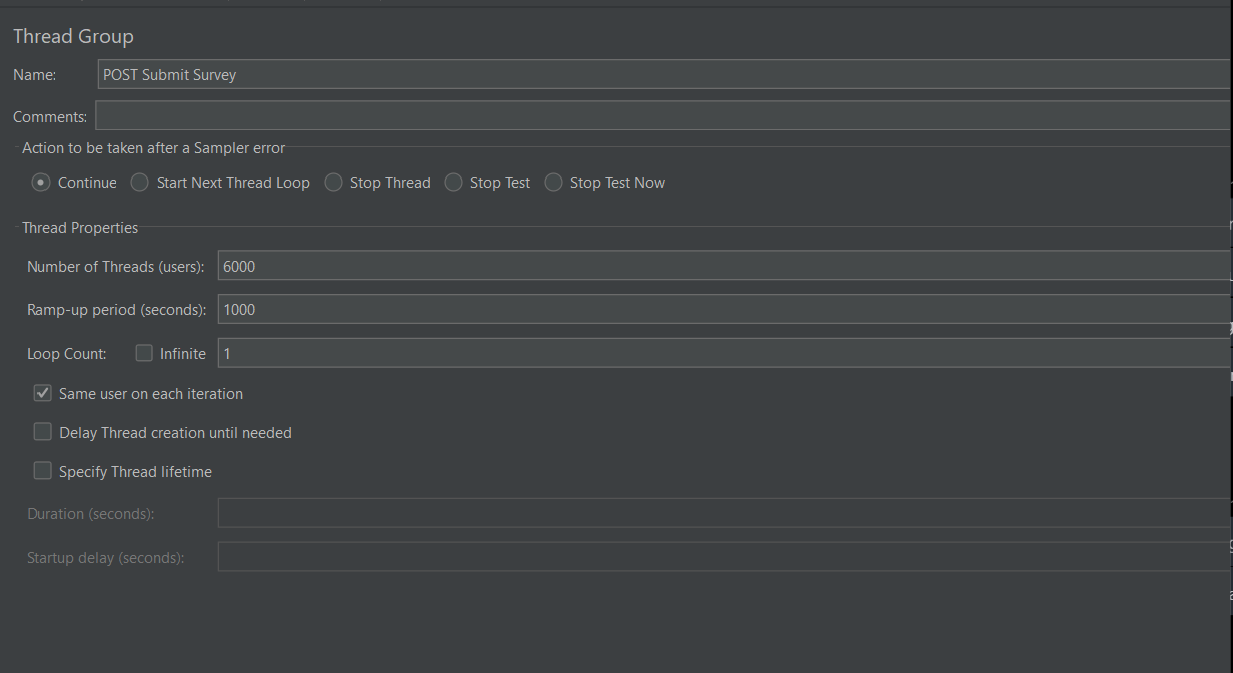 Thread Group
Name: POST Submit Survey
Comments:
Action to be taken after a Sampler error
Continue Start Next Thread Loop Stop Thread Stop Test Stop Test Now
Thread Properties
Number of Threads (users): 6000
Ramp-up period (seconds): 1000
Loop Count: Infinite 1
Same user on each iteration
Delay Thread creation until needed
Specify Thread lifetime
Duration (seconds):
Startup delay (seconds):